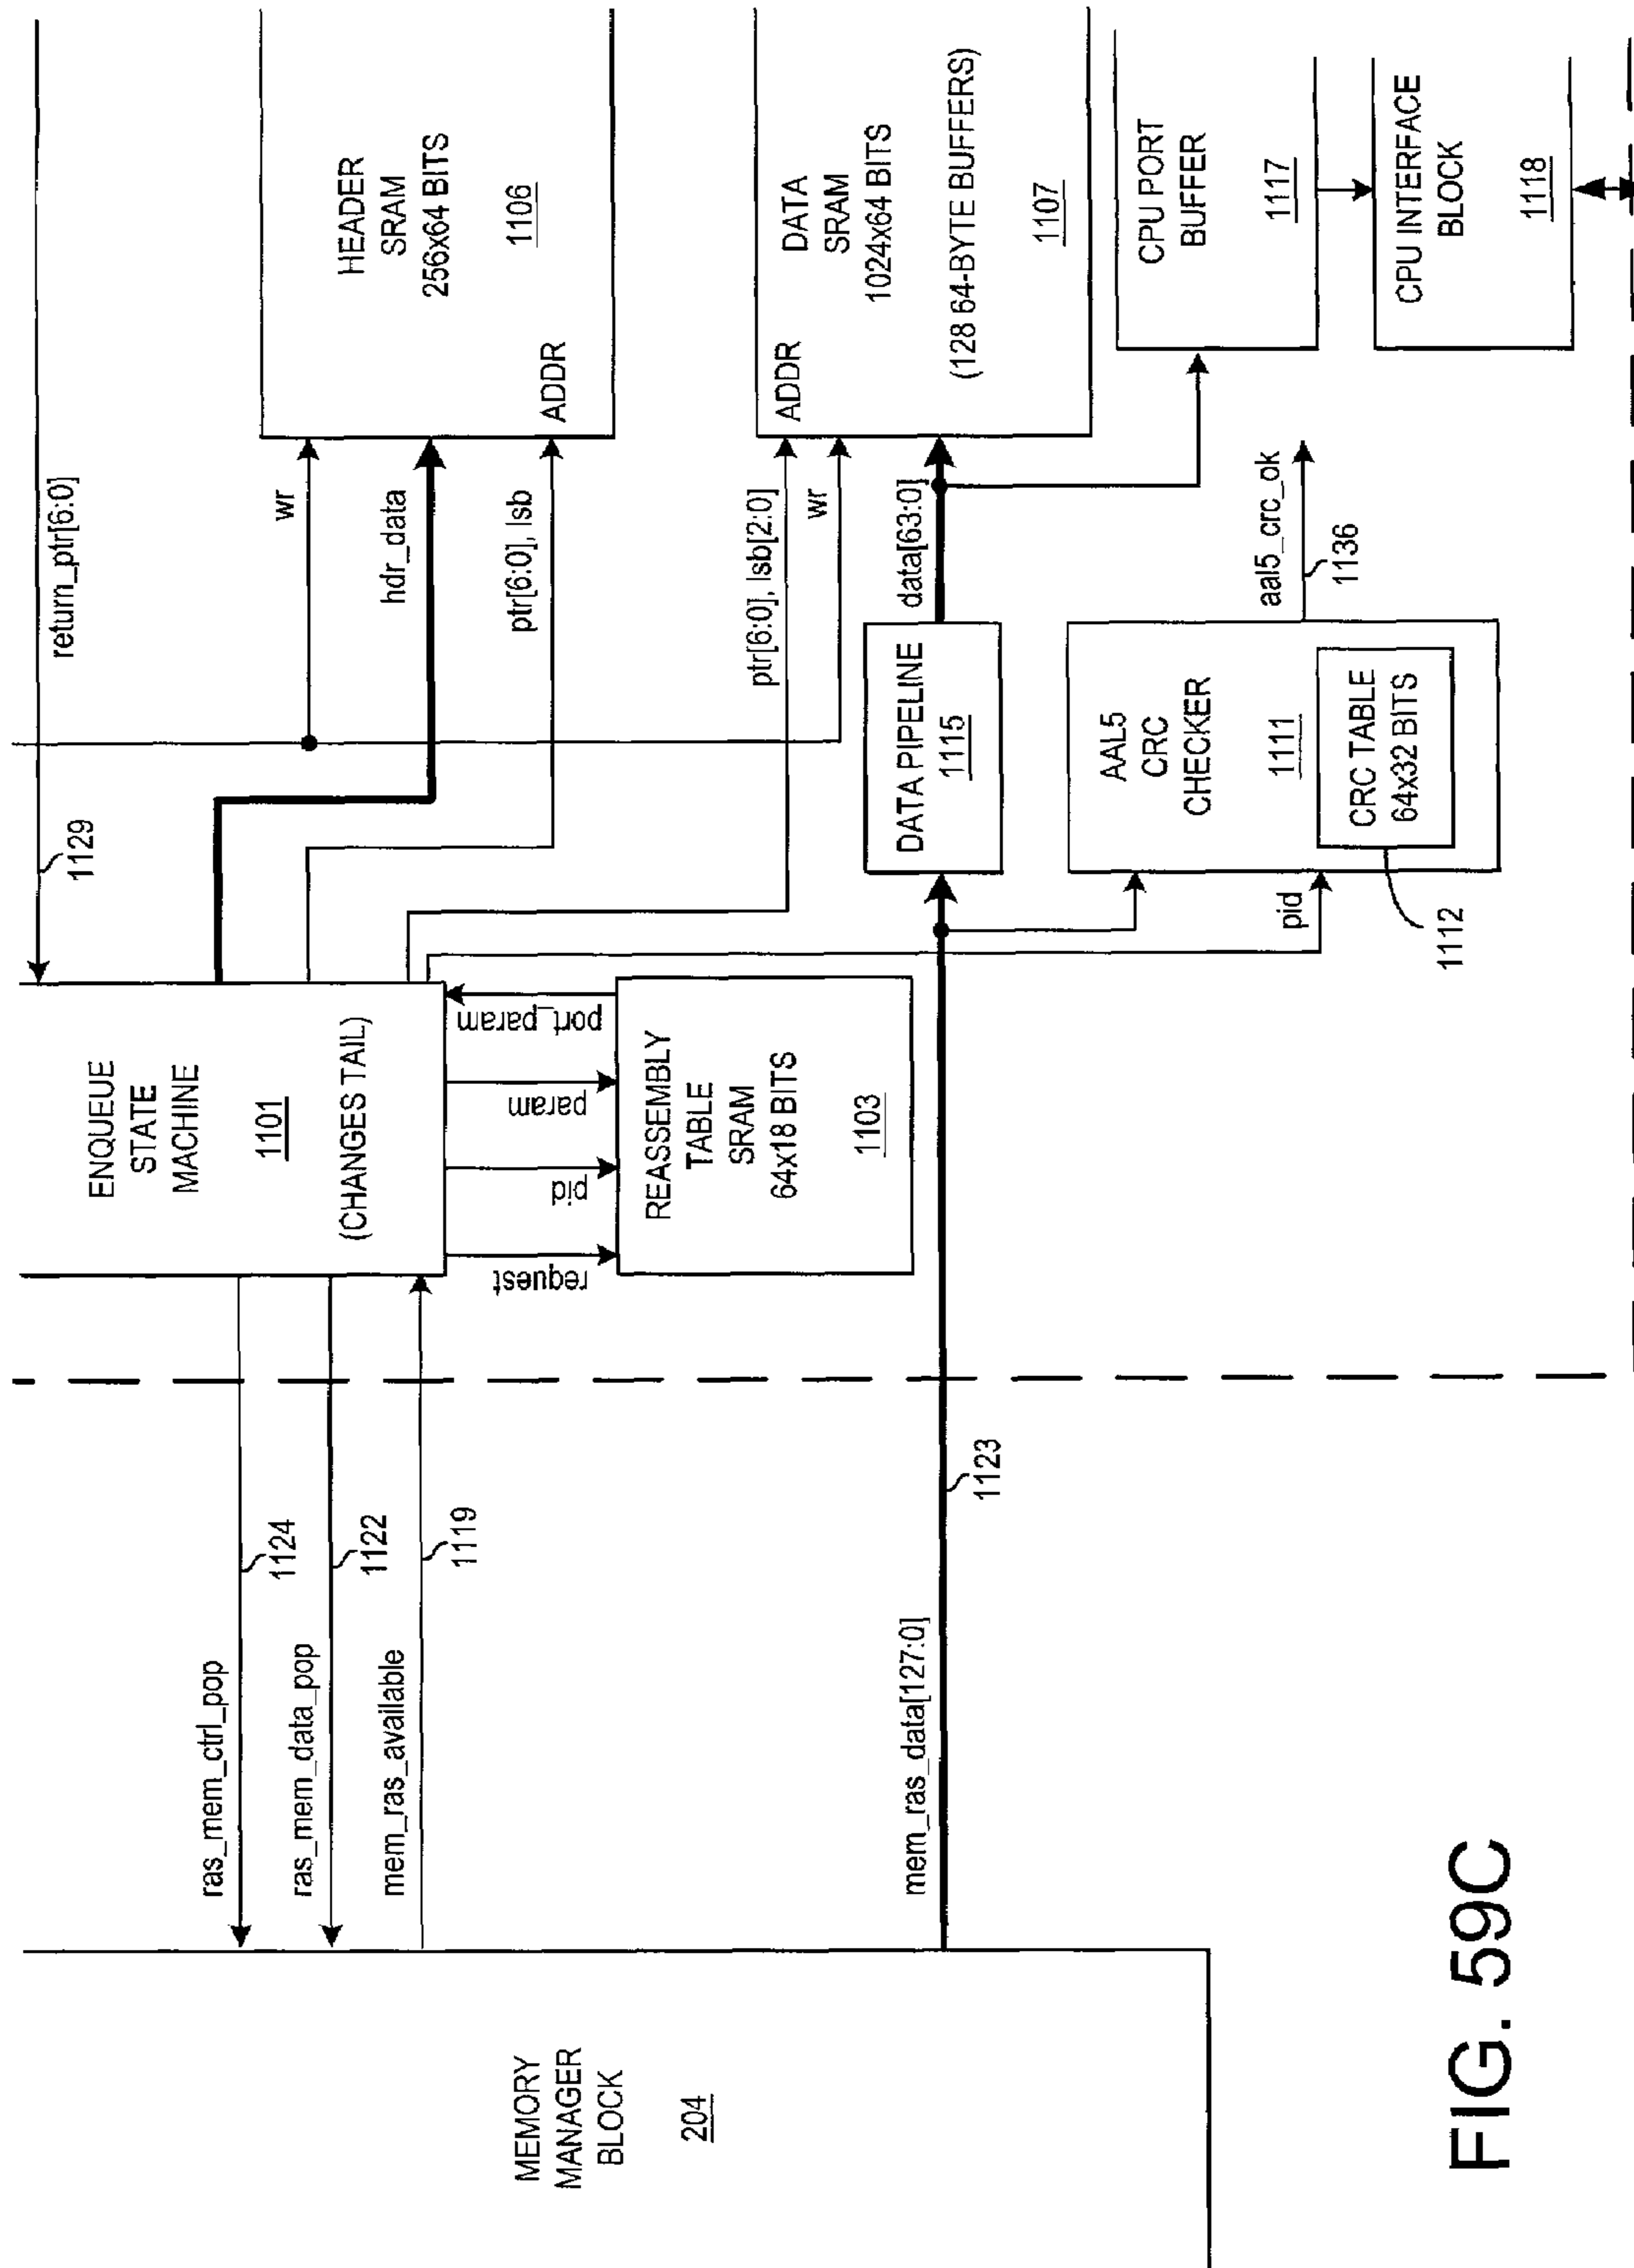 MEMORY
MANAGER
BLOCK
204
ras_mem_ctrl_pop
1124
ras_mem_data_pop
1122
mem_ras_available
1119
mem_ras_data[127:0]
1123
ENQUEUE
STATE
MACHINE
1101
(CHANGES TAIL)
request
pid
param
port_param
REASSEMBLY
TABLE
SRAM
64x18 BITS
1103
return_ptr[6:0]
1129
wr
hdr_data
ptr[6:0], lsb
HEADER
SRAM
256x64 BITS
1106
ADDR
ptr[6:0], lsb[2:0]
wr
ADDR
DATA
SRAM
1024x64 BITS
(128 64-BYTE BUFFERS)
1107
DATA PIPELINE
1115
data[63:0]
pid
AAL5
CRC
CHECKER
1111
CRC TABLE
64x32 BITS
1112
aal5_crc_ok
1136
CPU PORT
BUFFER
1117
CPU INTERFACE
BLOCK
1118
FIG. 59C